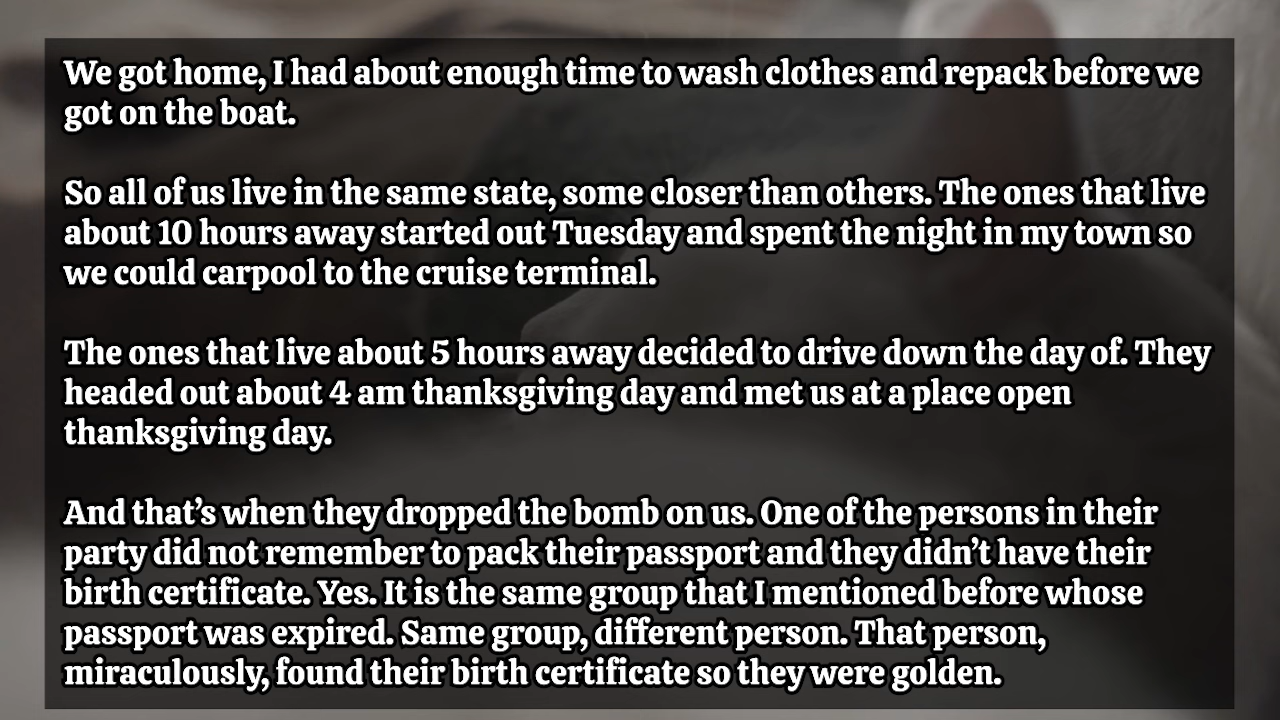 We got home, I had about enough time to wash clothes and repack before we
got on the boat.
So all of us live in the same state, some closer than others. The ones that live
about 10 hours away started out Tuesday and spent the night in my town so
we could carpool to the cruise terminal.
The ones that live about 5 hours away decided to drive down the day of. They
headed out about 4 am thanksgiving day and met us at a place open
thanksgiving day.
And that’s when they dropped the bomb on us. One of the persons in their
party did not remember to pack their passport and they didn’t have their
birth certificate. Yes. It is the same group that I mentioned before whose
passport was expired. Same group, different person. That person,
miraculously, found their birth certificate so they were golden.